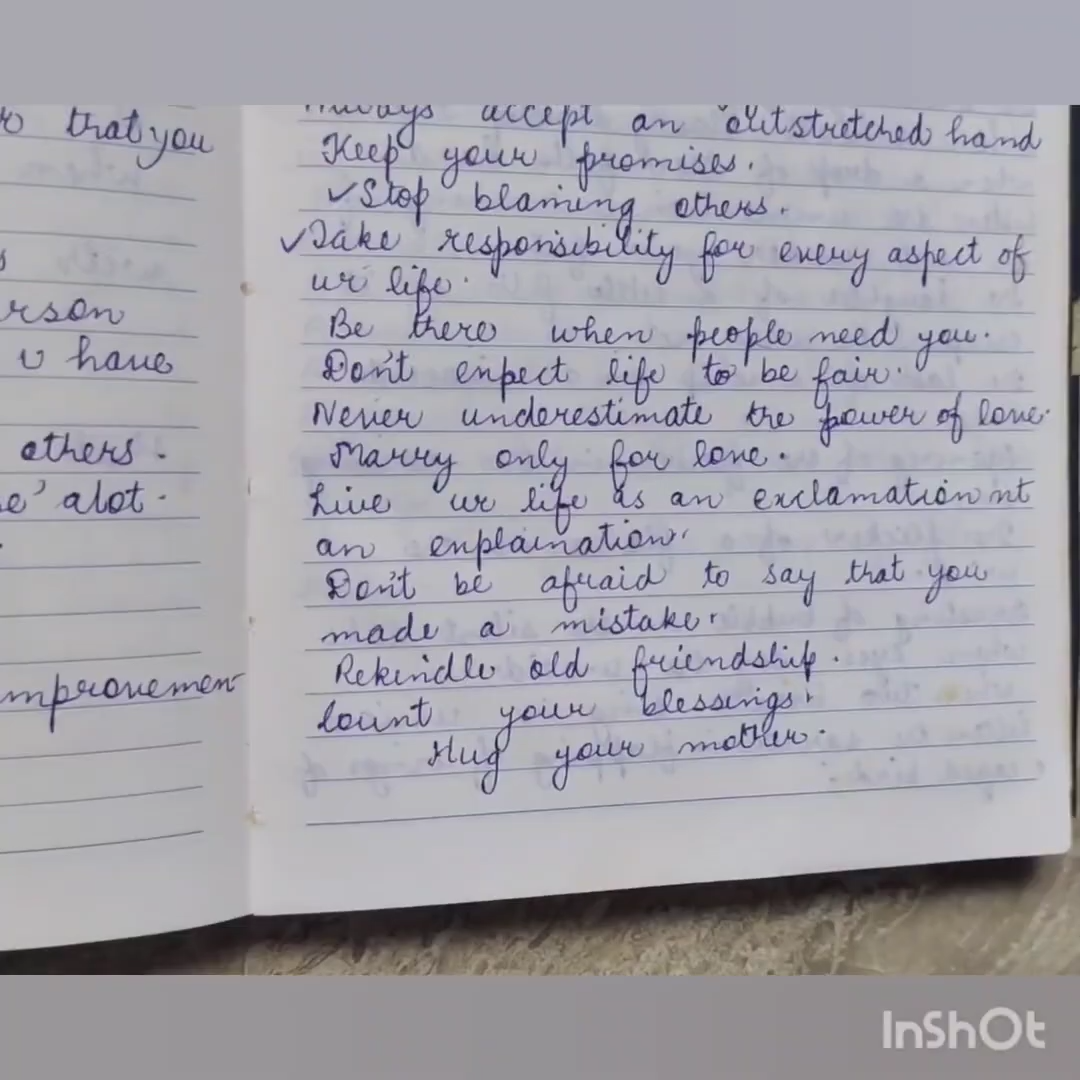 that you
s
rson
u have
others.
e' alot.
mprovemen
Always accept an outstretched hand
Keep your promises.
✓Stop blaming others.
✓Take responsibility for every aspect of
ur life.
Be there when people need you.
Don't expect life to be fair.
Never underestimate the power of love.
Marry only for love.
Live ur life as an exclamation nt
an explaination.
Don't be afraid to say that you
made a mistake.
Rekindle old friendship.
Count your blessings.
Hug your mother.
InShOt